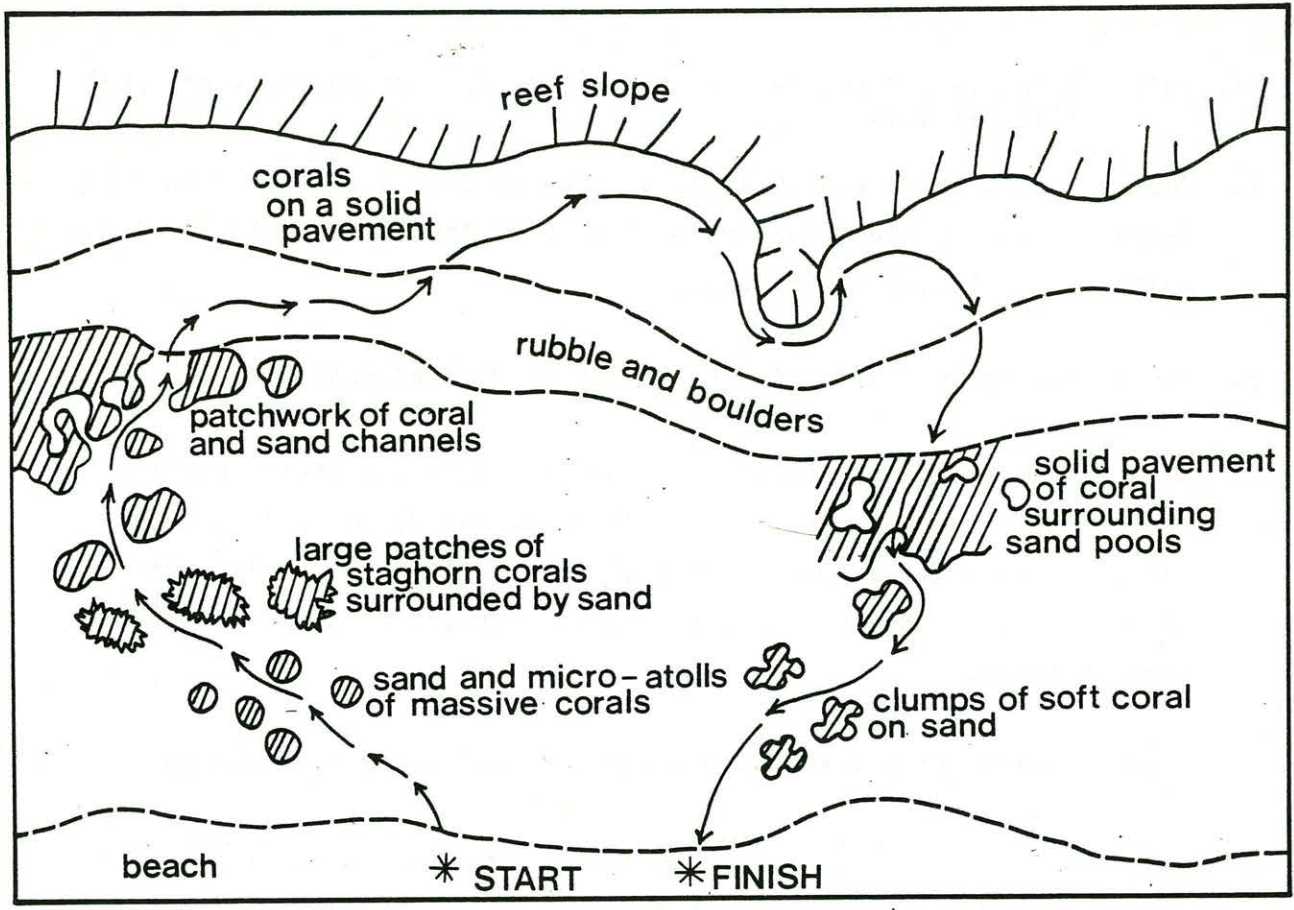 reef slope
corals
on a solid
pavement
rubble and boulders
patchwork of coral
and sand channels
solid pavement
of coral
surrounding
sand pools
large patches of
staghorn corals
surrounded by sand
sand and micro-atolls
of massive corals
clumps of soft coral
on sand
beach
* START
* FINISH